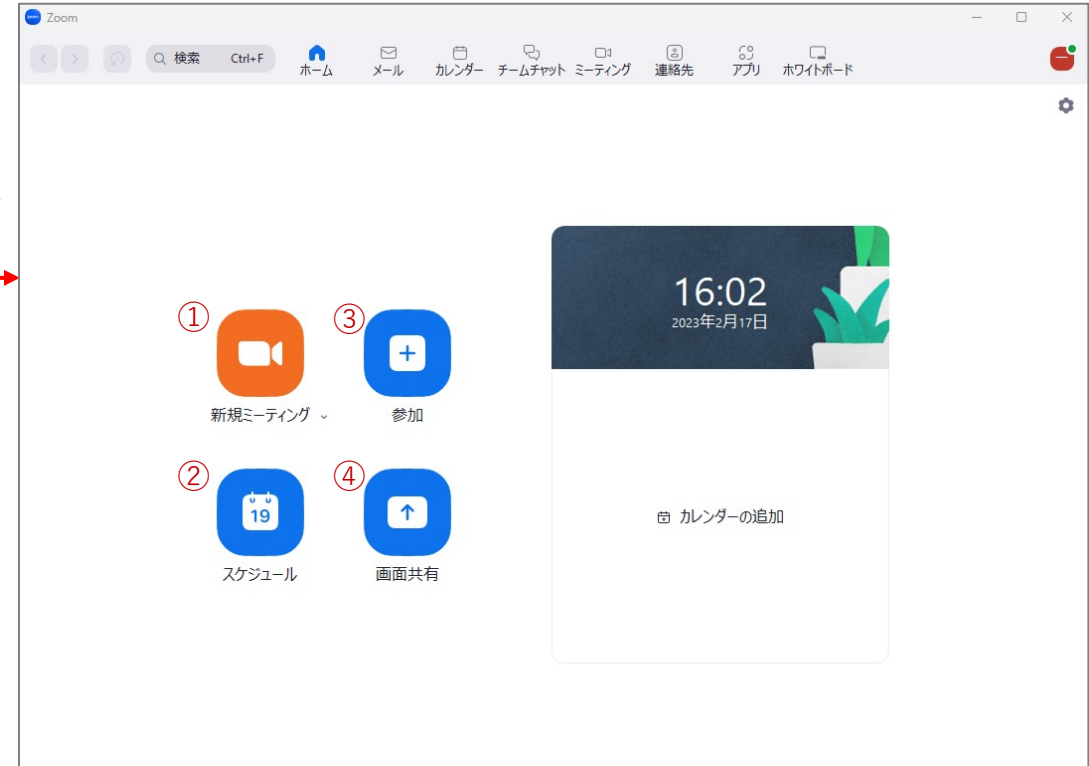 Zoom
検索 Ctrl+F
ホーム
メール
カレンダー
チームチャット
ミーティング
連絡先
アプリ
ホワイトボード
16:02
2023年2月17日
①
新規ミーティング
③
参加
②
19
スケジュール
④
画面共有
カレンダーの追加